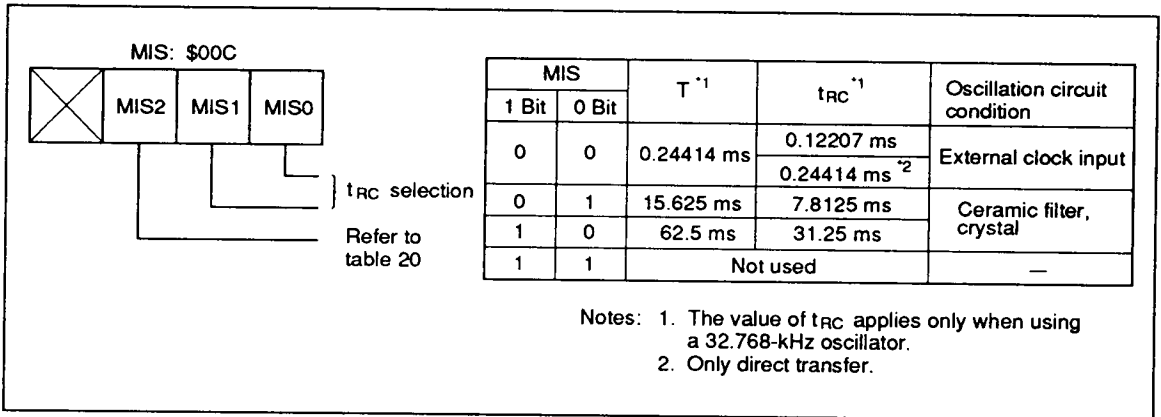 MIS: $00C
MIS2 MIS1 MIS0
tRC selection
Refer to
table 20
MIS T *1 tRC *1 Oscillation circuit
condition
1 Bit 0 Bit
0 0 0.24414 ms 0.12207 ms External clock input
0.24414 ms *2
0 1 15.625 ms 7.8125 ms Ceramic filter,
crystal
1 0 62.5 ms 31.25 ms
1 1 Not used —
Notes: 1. The value of tRC applies only when using
a 32.768-kHz oscillator.
2. Only direct transfer.